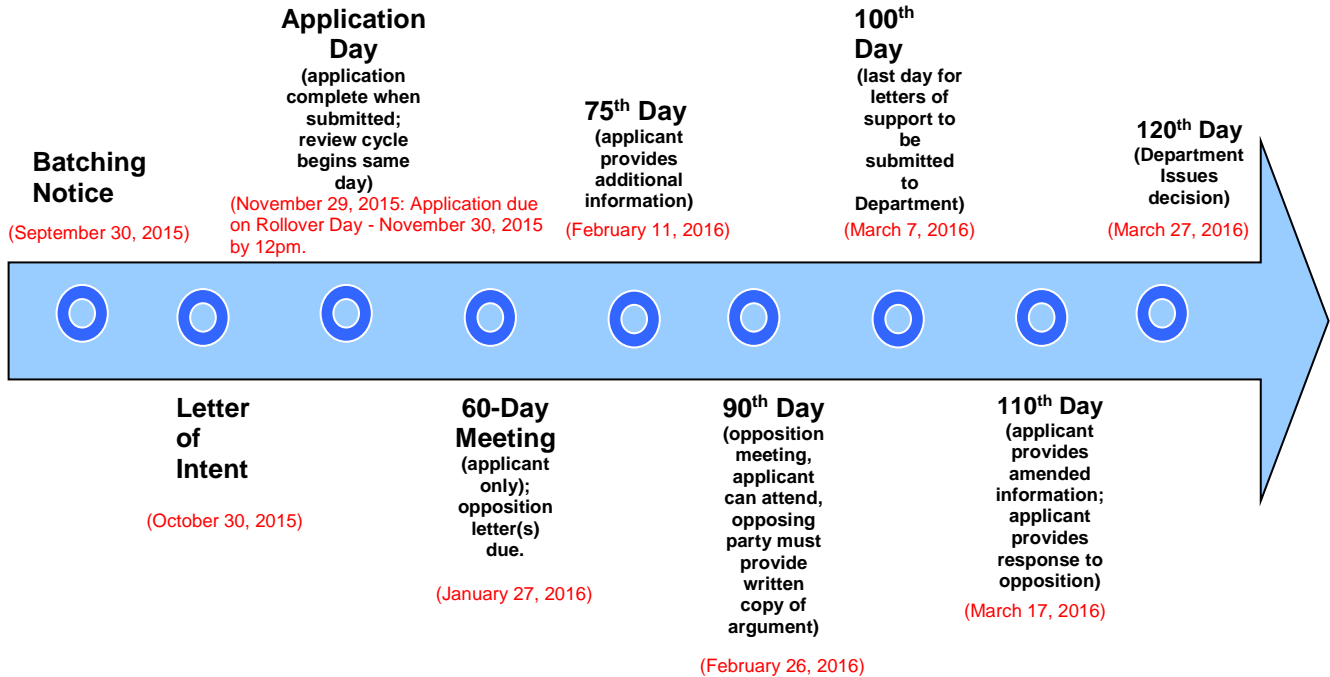 Batching
Notice
(September 30, 2015)
Letter
of
Intent
(October 30, 2015)
Application
Day
(application
complete when
submitted;
review cycle
begins same
day)
(November 29, 2015: Application due
on Rollover Day - November 30, 2015
by 12pm.
60-Day
Meeting
(applicant
only);
opposition
letter(s)
due.
(January 27, 2016)
75th Day
(applicant
provides
additional
information)
(February 11, 2016)
90th Day
(opposition
meeting,
applicant
can attend,
opposing
party must
provide
written
copy of
argument)
(February 26, 2016)
100th
Day
(last day for
letters of
support to
be
submitted
to
Department)
(March 7, 2016)
110th Day
(applicant
provides
amended
information;
applicant
provides
response to
opposition)
(March 17, 2016)
120th Day
(Department
Issues
decision)
(March 27, 2016)